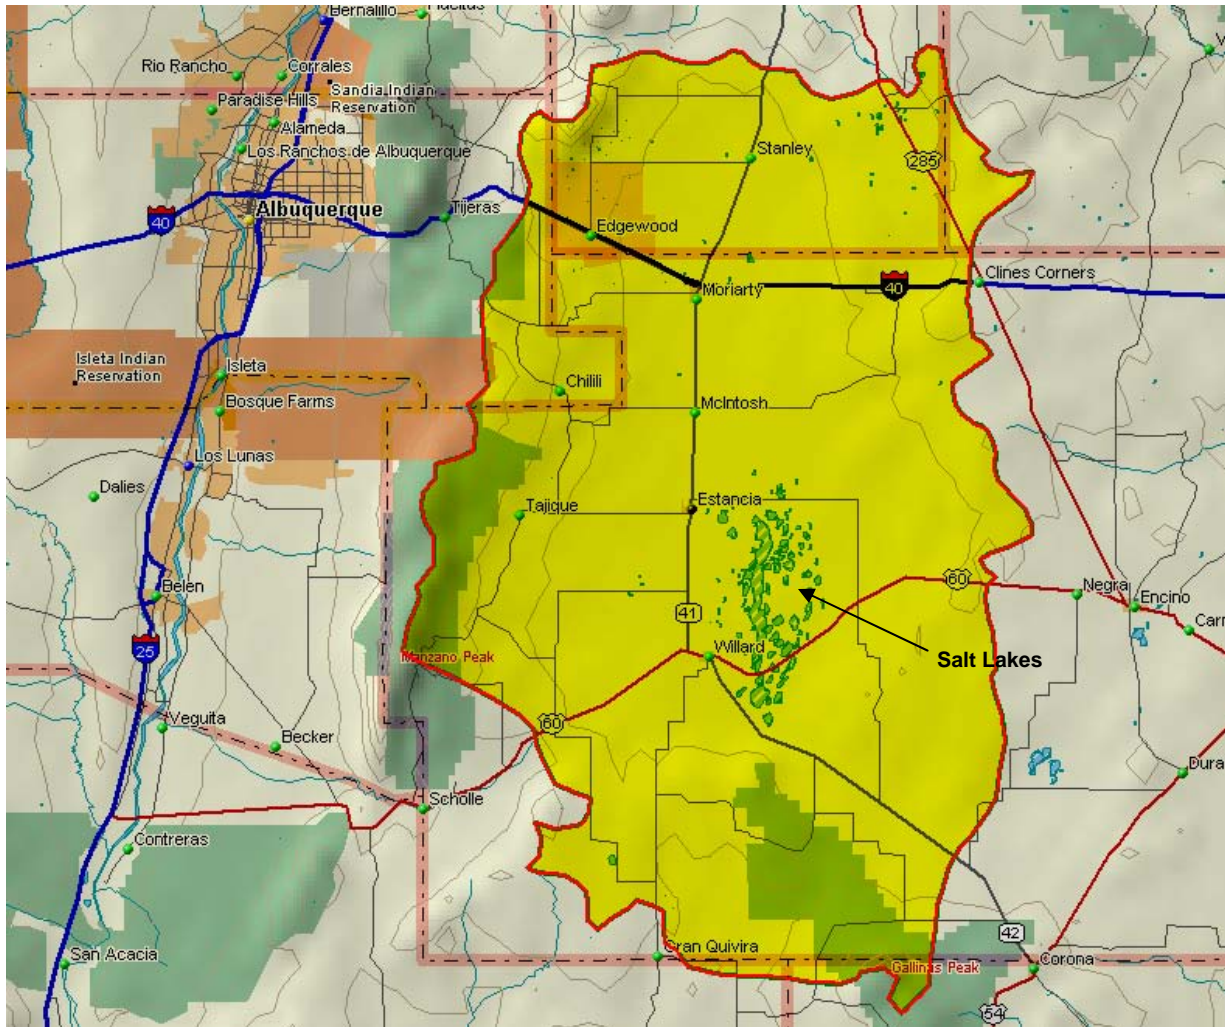 Bernalillo
Rio Rancho
Corrales
Sandia Indian
Reservation
Paradise Hills
Alameda
Los Ranchos de Albuquerque
Stanley
285
40
Albuquerque
Tijeras
Edgewood
Clines Corners
40
Moriarty
Isleta Indian
Reservation
Isleta
Chilili
Bosque Farms
McIntosh
Los Lunas
Dalies
Tajique
Estancia
Belen
60
Negra
Encino
41
Carr
25
Manzano Peak
Willard
Salt Lakes
Veguita
60
Becker
Dura
Scholle
Contreras
42
San Acacia
Gran Quivira
Gallinas Peak
Corona
54